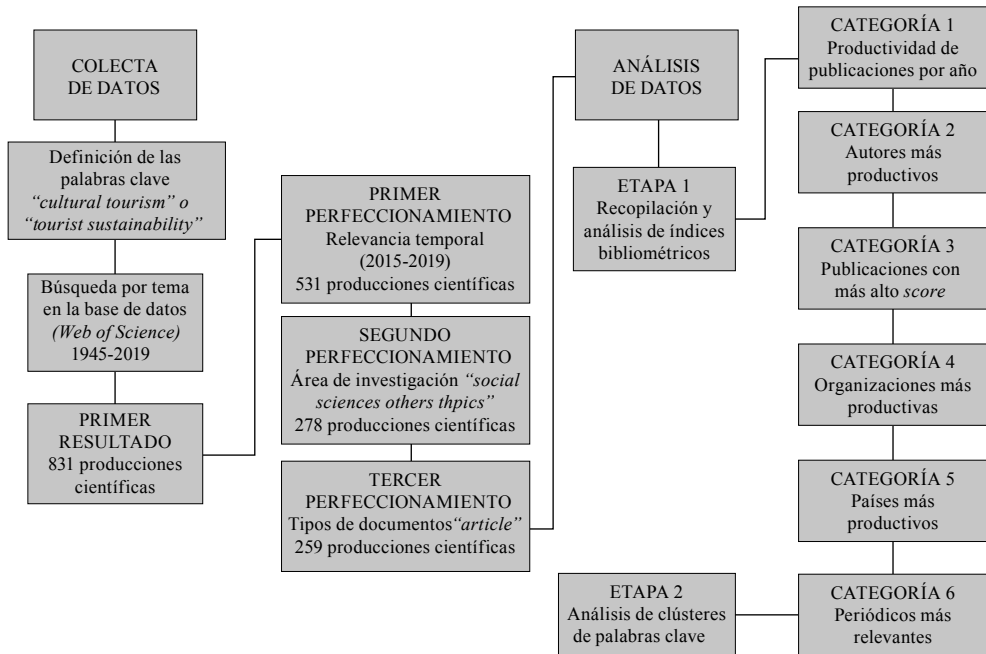 COLECTA
DE DATOS
Definición de las
palabras clave
“cultural tourism” o
“tourist sustainability”
Búsqueda por tema
en la base de datos
(Web of Science)
1945-2019
PRIMER
RESULTADO
831 producciones
científicas
PRIMER
PERFECCIONAMIENTO
Relevancia temporal
(2015-2019)
531 producciones científicas
SEGUNDO
PERFECCIONAMIENTO
Área de investigación “social
sciences others thpics”
278 producciones científicas
TERCER
PERFECCIONAMIENTO
Tipos de documentos“article”
259 producciones científicas
ANÁLISIS
DE DATOS
ETAPA 1
Recopilación y
análisis de índices
bibliométricos
CATEGORÍA 1
Productividad de
publicaciones por año
CATEGORÍA 2
Autores más
productivos
CATEGORÍA 3
Publicaciones con
más alto score
CATEGORÍA 4
Organizaciones más
productivas
CATEGORÍA 5
Países más
productivos
CATEGORÍA 6
Periódicos más
relevantes
ETAPA 2
Análisis de clústeres
de palabras clave